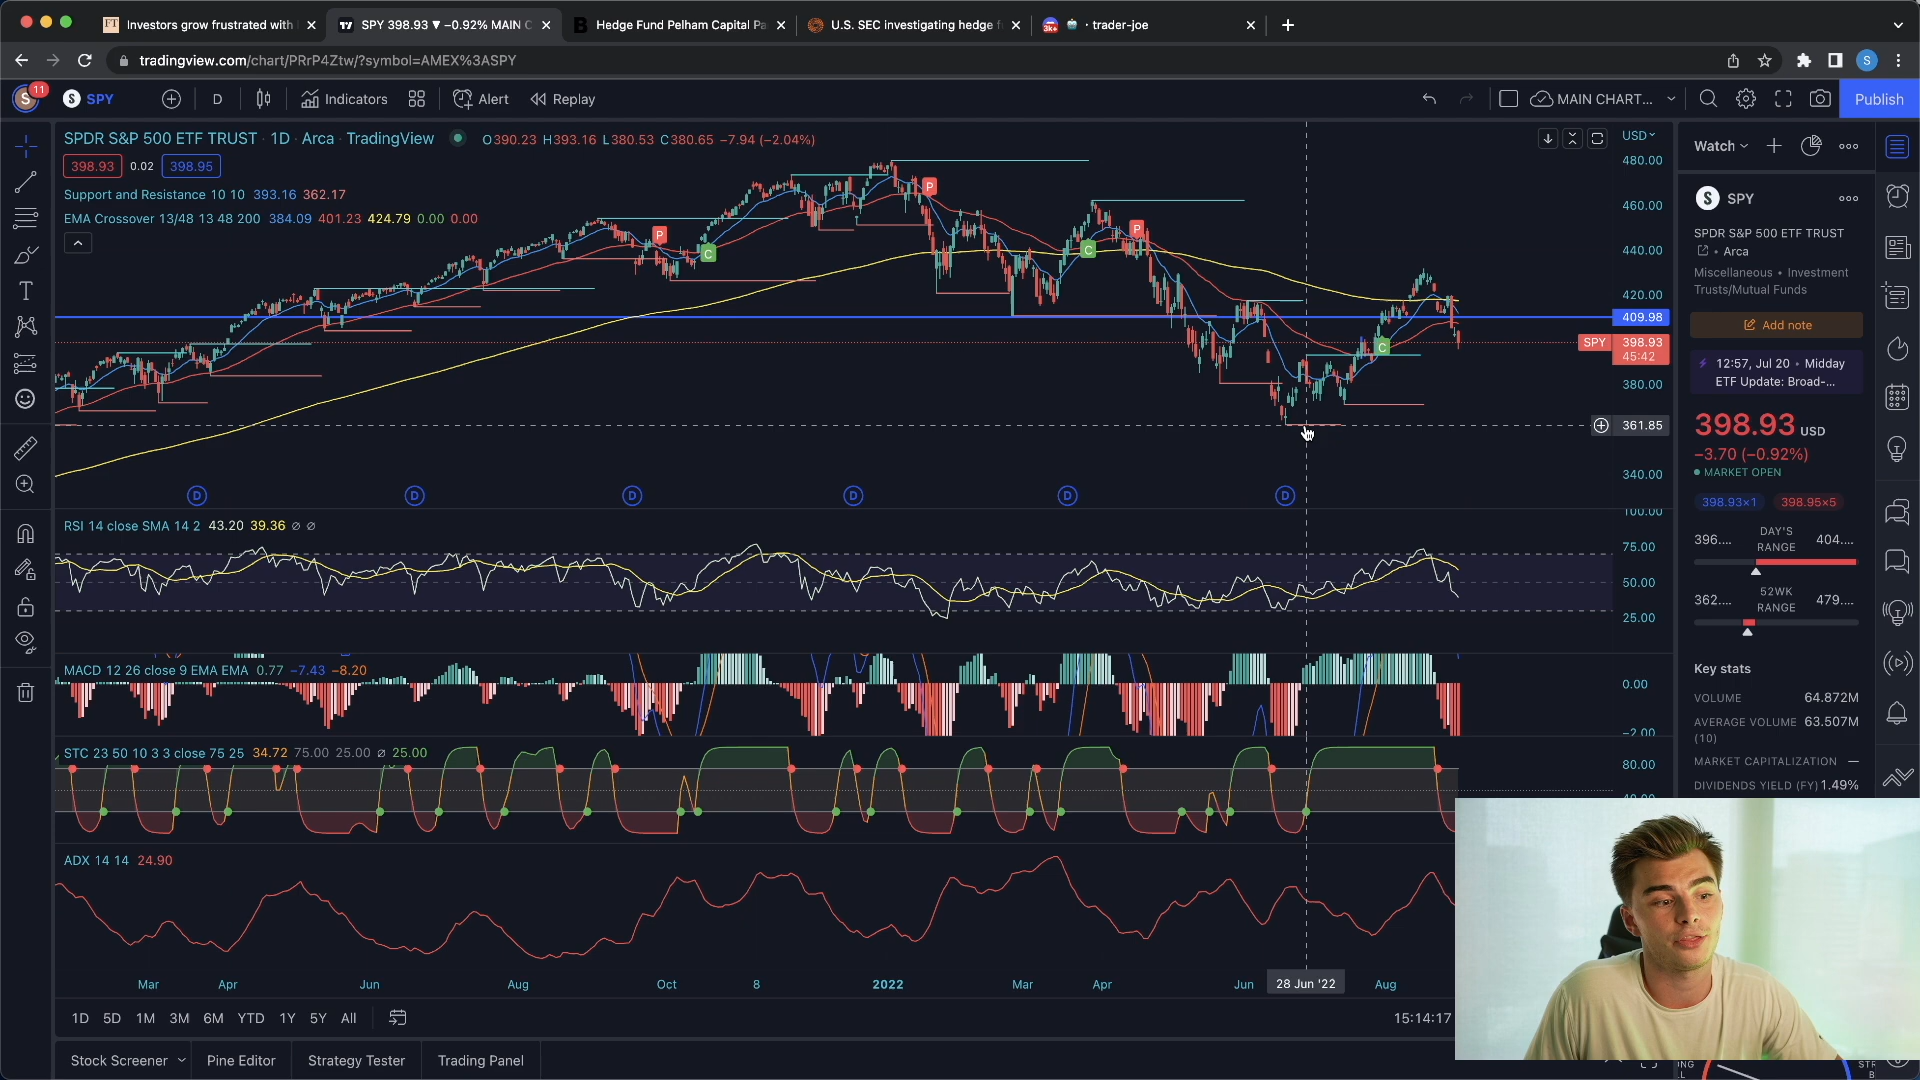 FT Investors grow frustrated with
SPY 398.93 ▼ −0.92% MAIN C
Hedge Fund Pelham Capital Pa
U.S. SEC investigating hedge f
3K+ · trader-joe
tradingview.com/chart/PRrP4Ztw/?symbol=AMEX%3ASPY
S
S 11
S SPY
D
Indicators
Alert
Replay
MAIN CHART...
Publish
SPDR S&P 500 ETF TRUST · 1D · Arca · TradingView
O390.23 H393.16 L380.53 C380.65 −7.94 (−2.04%)
398.93 0.02 398.95
Support and Resistance 10 10 393.16 362.17
EMA Crossover 13/48 13 48 200 384.09 401.23 424.79 0.00 0.00
P
C
P
C
P
C
USD
480.00
460.00
440.00
420.00
409.98
SPY 398.93
45:42
380.00
361.85
340.00
D D D D D D
RSI 14 close SMA 14 2 43.20 39.36 ∅ ∅
100.00
75.00
50.00
25.00
MACD 12 26 close 9 EMA EMA 0.77 −7.43 −8.20
0.00
−2.00
STC 23 50 10 3 3 close 75 25 34.72 75.00 25.00 ∅ 25.00
80.00
40.00
ADX 14 14 24.90
Mar Apr Jun Aug Oct 8 2022 Mar Apr Jun 28 Jun '22 Aug
1D 5D 1M 3M 6M YTD 1Y 5Y All
15:14:17
Stock Screener Pine Editor Strategy Tester Trading Panel
Watch
S SPY
SPDR S&P 500 ETF TRUST
• Arca
Miscellaneous • Investment
Trusts/Mutual Funds
Add note
12:57, Jul 20 • Midday
ETF Update: Broad-...
398.93 USD
−3.70 (−0.92%)
MARKET OPEN
398.93×1 398.95×5
396.... DAY'S RANGE 404....
362.... 52WK RANGE 479....
Key stats
VOLUME 64.872M
AVERAGE VOLUME 63.507M
(10)
MARKET CAPITALIZATION —
DIVIDENDS YIELD (FY) 1.49%